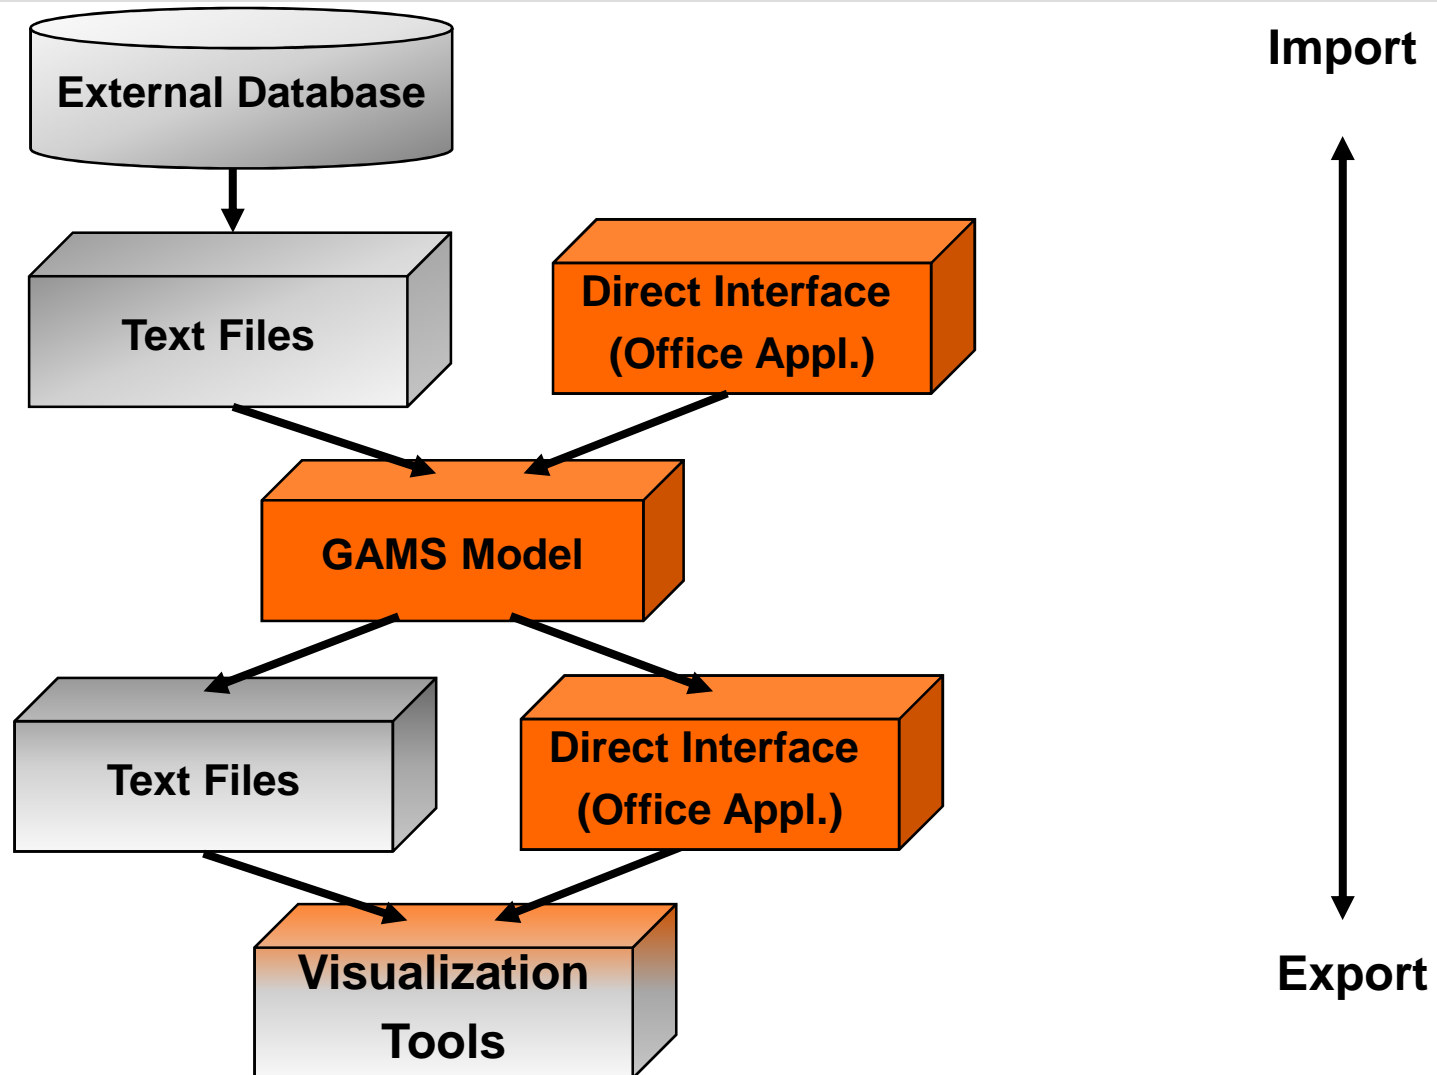 Import
External Database
Text Files
Direct Interface
(Office Appl.)
GAMS Model
Text Files
Direct Interface
(Office Appl.)
Visualization
Tools
Export